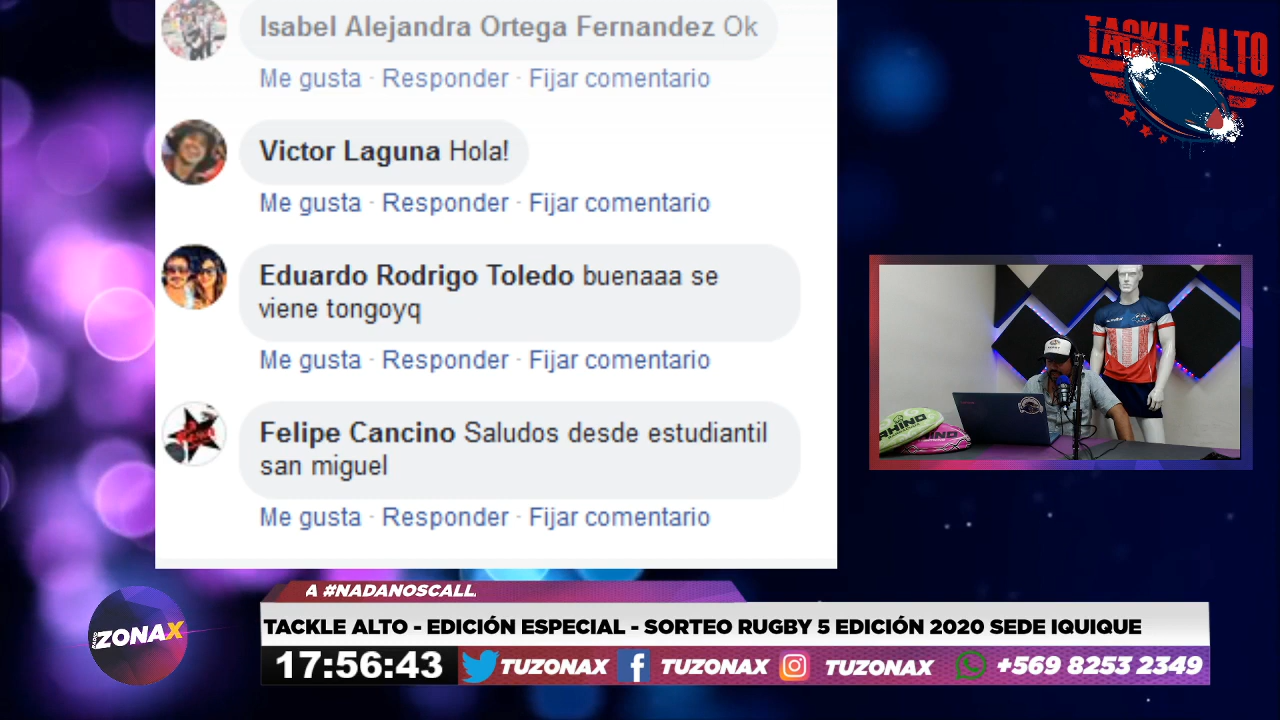 Isabel Alejandra Ortega Fernandez Ok
Me gusta · Responder · Fijar comentario
Victor Laguna Hola!
Me gusta · Responder · Fijar comentario
Eduardo Rodrigo Toledo buenaaa se
viene tongoyq
Me gusta · Responder · Fijar comentario
Felipe Cancino Saludos desde estudiantil
san miguel
Me gusta · Responder · Fijar comentario
TACKLE ALTO
RHINO
RHINO
RADIO ZONAX
A #NADANOSCALL
TACKLE ALTO - EDICIÓN ESPECIAL - SORTEO RUGBY 5 EDICIÓN 2020 SEDE IQUIQUE
17:56:43 TUZONAX TUZONAX TUZONAX +569 8253 2349